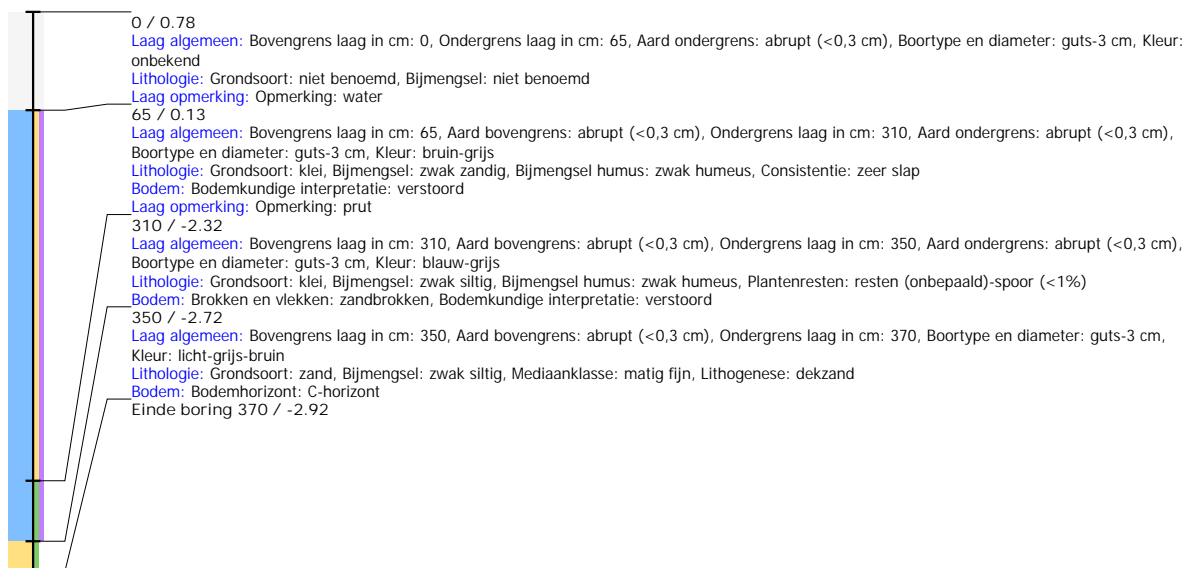 0 / 0.78
Laag algemeen: Bovengrens laag in cm: 0, Ondergrens laag in cm: 65, Aard ondergrens: abrupt (<0,3 cm), Boortype en diameter: guts-3 cm, Kleur:
onbekend
Lithologie: Grondsoort: niet benoemd, Bijmengsel: niet benoemd
Laag opmerking: Opmerking: water
65 / 0.13
Laag algemeen: Bovengrens laag in cm: 65, Aard bovengrens: abrupt (<0,3 cm), Ondergrens laag in cm: 310, Aard ondergrens: abrupt (<0,3 cm),
Boortype en diameter: guts-3 cm, Kleur: bruin-grijs
Lithologie: Grondsoort: klei, Bijmengsel: zwak zandig, Bijmengsel humus: zwak humeus, Consistentie: zeer slap
Bodem: Bodemkundige interpretatie: verstoord
Laag opmerking: Opmerking: prut
310 / -2.32
Laag algemeen: Bovengrens laag in cm: 310, Aard bovengrens: abrupt (<0,3 cm), Ondergrens laag in cm: 350, Aard ondergrens: abrupt (<0,3 cm),
Boortype en diameter: guts-3 cm, Kleur: blauw-grijs
Lithologie: Grondsoort: klei, Bijmengsel: zwak siltig, Bijmengsel humus: zwak humeus, Plantenresten: resten (onbepaald)-spoor (<1%)
Bodem: Brokken en vlekken: zandbrokken, Bodemkundige interpretatie: verstoord
350 / -2.72
Laag algemeen: Bovengrens laag in cm: 350, Aard bovengrens: abrupt (<0,3 cm), Ondergrens laag in cm: 370, Boortype en diameter: guts-3 cm,
Kleur: licht-grijs-bruin
Lithologie: Grondsoort: zand, Bijmengsel: zwak siltig, Mediaanklasse: matig fijn, Lithogenese: dekzand
Bodem: Bodemhorizont: C-horizont
Einde boring 370 / -2.92